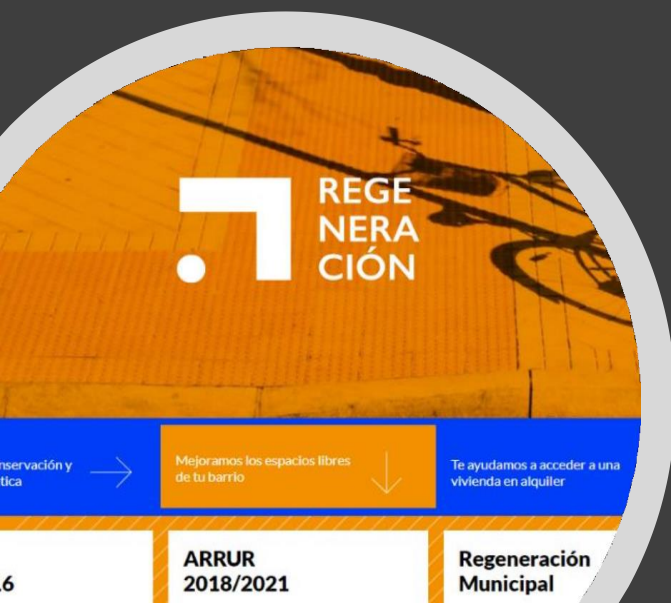 REGE
NERA
CIÓN
Mejoramos los espacios libres
de tu barrio
Te ayudamos a acceder a una
vivienda en alquiler
ARRUR
2018/2021
Regeneración
Municipal